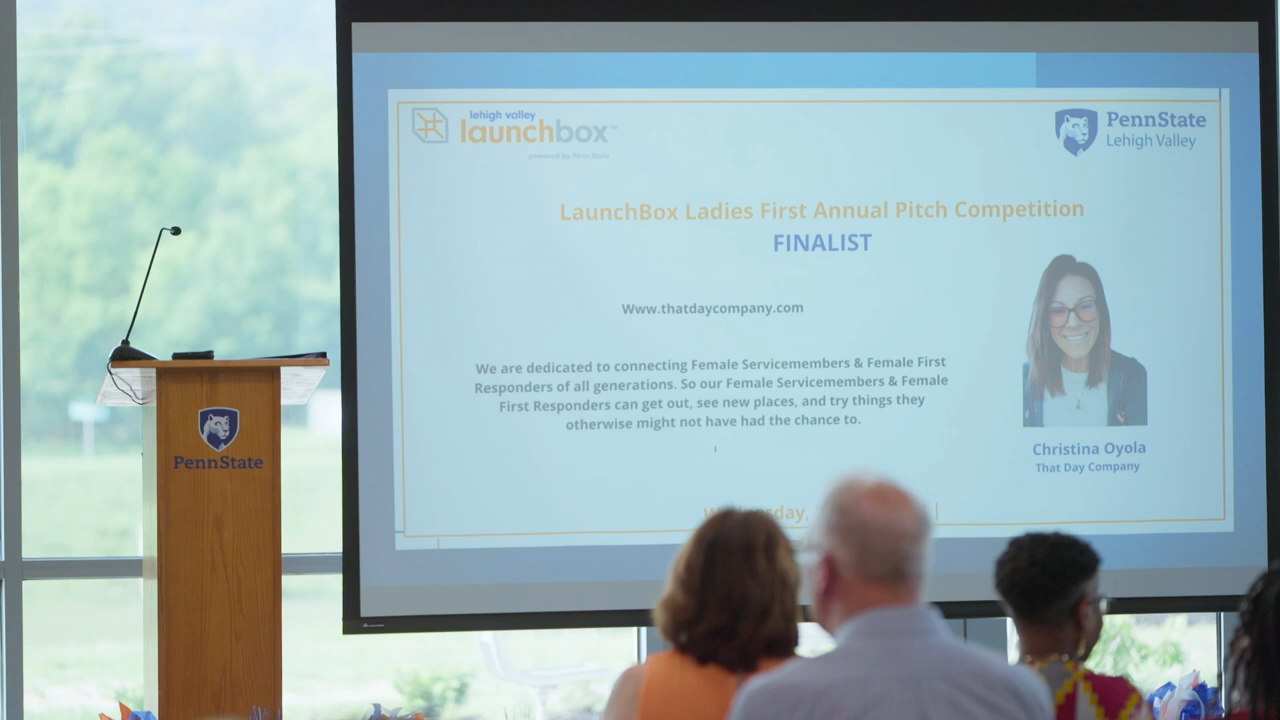 lehigh valley
launchbox™
powered by Penn State
PennState
Lehigh Valley
LaunchBox Ladies First Annual Pitch Competition
FINALIST
Www.thatdaycompany.com
We are dedicated to connecting Female Servicemembers & Female First
Responders of all generations. So our Female Servicemembers & Female
First Responders can get out, see new places, and try things they
otherwise might not have had the chance to.
Christina Oyola
That Day Company
PennState